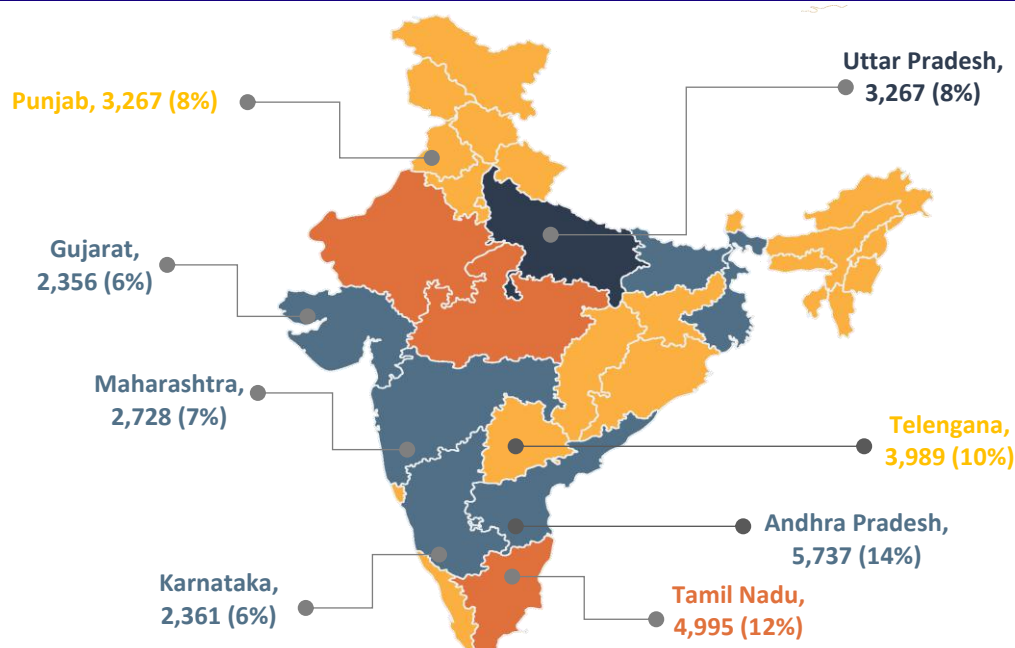 Uttar Pradesh,
3,267 (8%)
Punjab, 3,267 (8%)
Gujarat,
2,356 (6%)
Maharashtra,
2,728 (7%)
Telengana,
3,989 (10%)
Andhra Pradesh,
5,737 (14%)
Karnataka,
2,361 (6%)
Tamil Nadu,
4,995 (12%)